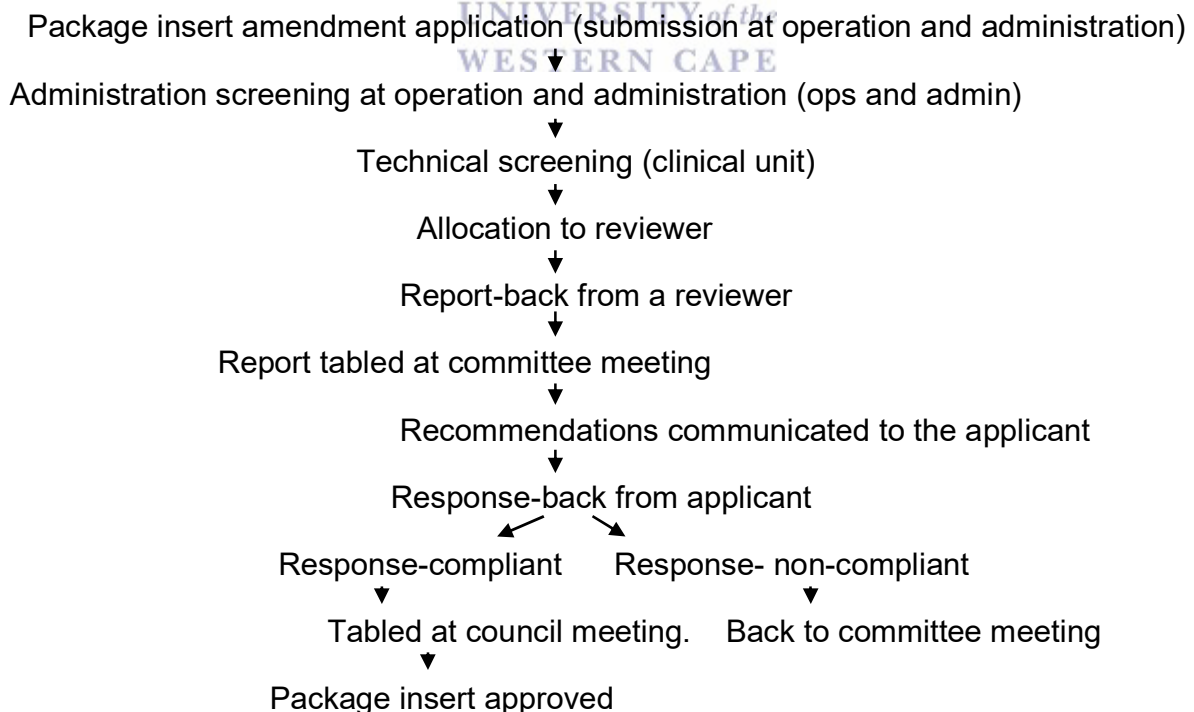 UNIVERSITY of the
Package insert amendment application (submission at operation and administration)
WESTERN CAPE
Administration screening at operation and administration (ops and admin)
Technical screening (clinical unit)
Allocation to reviewer
Report-back from a reviewer
Report tabled at committee meeting
Recommendations communicated to the applicant
Response-back from applicant
Response-compliant Response- non-compliant
Tabled at council meeting. Back to committee meeting
Package insert approved